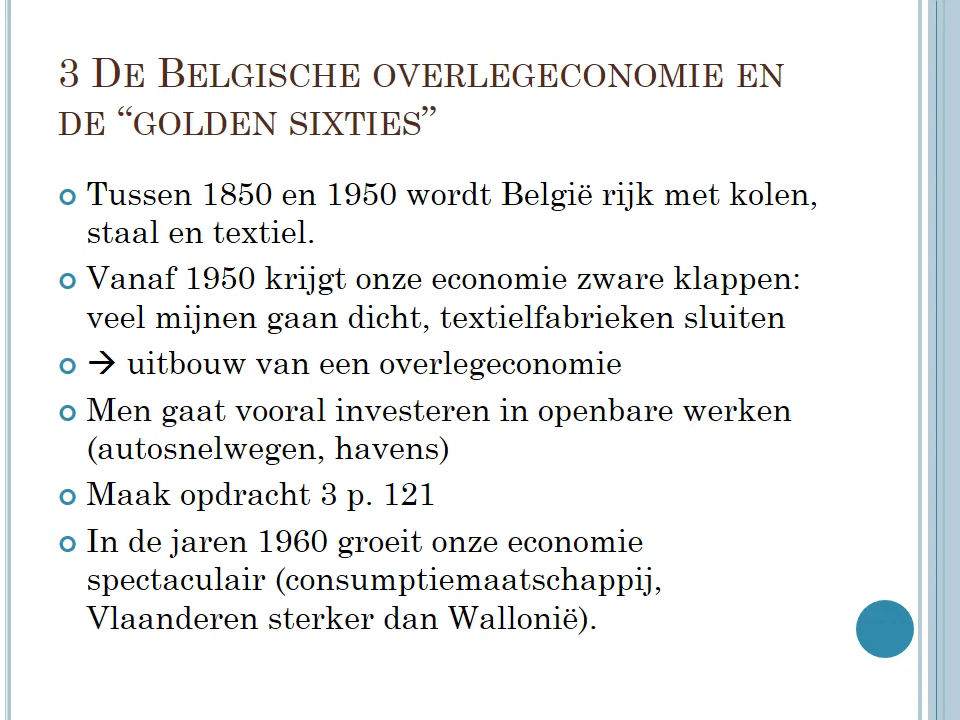 3 De Belgische overlegeconomie en
de “golden sixties”
Tussen 1850 en 1950 wordt België rijk met kolen,
staal en textiel.
Vanaf 1950 krijgt onze economie zware klappen:
veel mijnen gaan dicht, textielfabrieken sluiten
→ uitbouw van een overlegeconomie
Men gaat vooral investeren in openbare werken
(autosnelwegen, havens)
Maak opdracht 3 p. 121
In de jaren 1960 groeit onze economie
spectaculair (consumptiemaatschappij,
Vlaanderen sterker dan Wallonië).